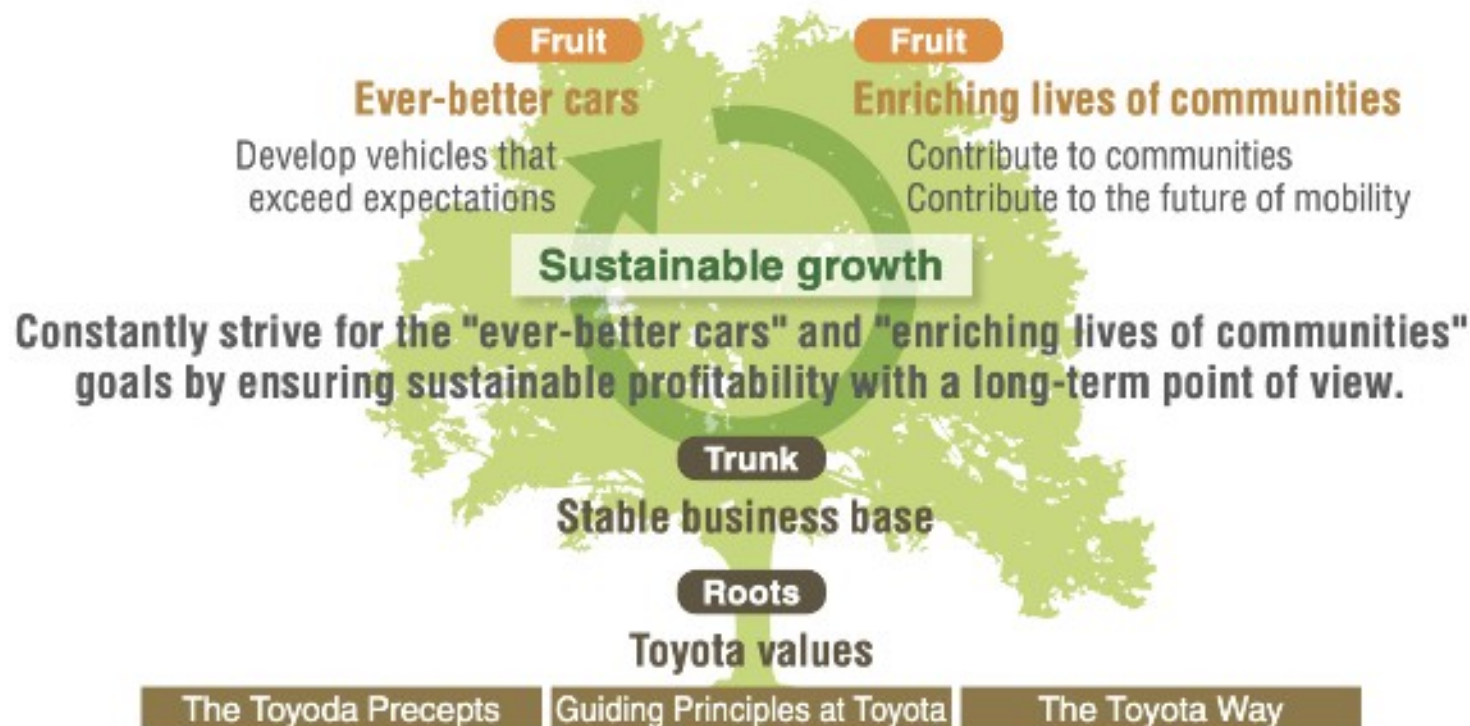 Fruit
Ever-better cars
Develop vehicles that
exceed expectations
Fruit
Enriching lives of communities
Contribute to communities
Contribute to the future of mobility
Sustainable growth
Constantly strive for the "ever-better cars" and "enriching lives of communities"
goals by ensuring sustainable profitability with a long-term point of view.
Trunk
Stable business base
Roots
Toyota values
The Toyoda Precepts
Guiding Principles at Toyota
The Toyota Way